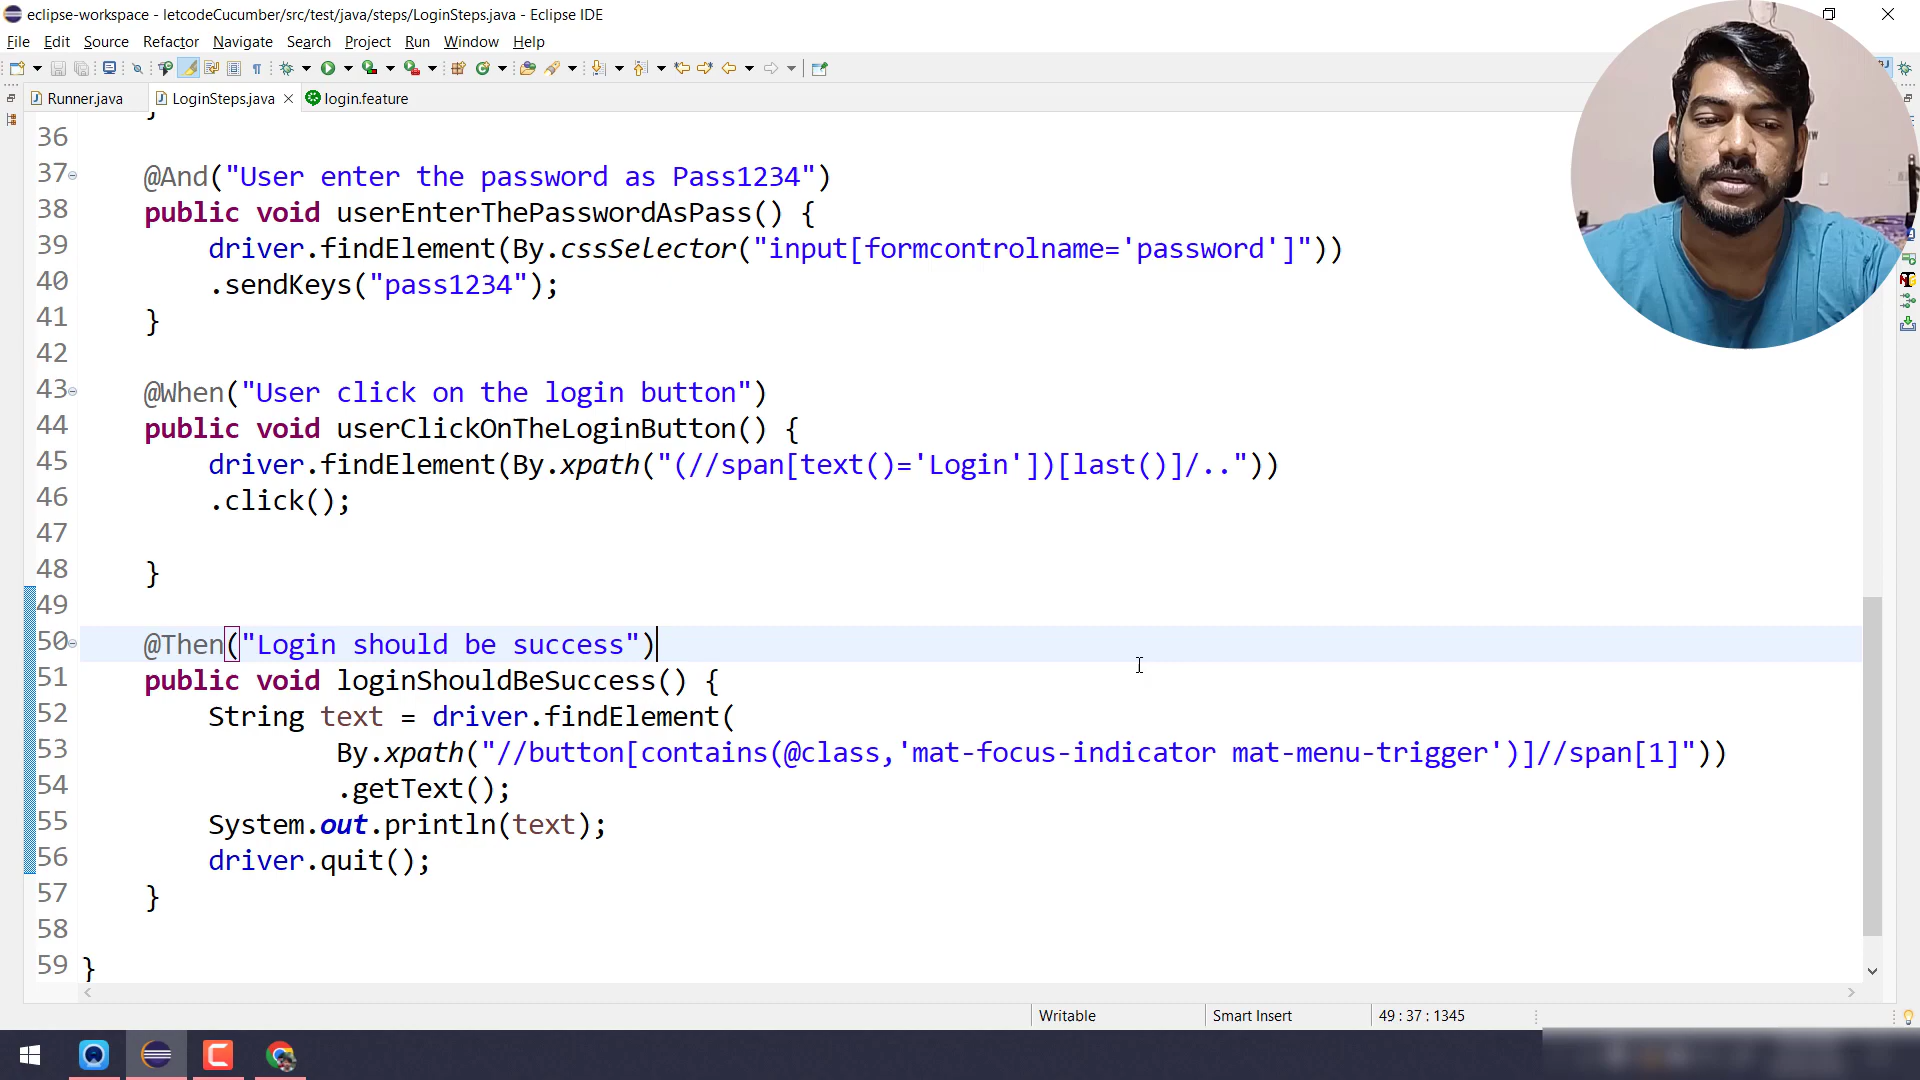 eclipse-workspace - letcodeCucumber/src/test/java/steps/LoginSteps.java - Eclipse IDE
File Edit Source Refactor Navigate Search Project Run Window Help
Runner.java LoginSteps.java login.feature
}
36
37 @And("User enter the password as Pass1234")
38 public void userEnterThePasswordAsPass() {
39 driver.findElement(By.cssSelector("input[formcontrolname='password']"))
40 .sendKeys("pass1234");
41 }
42
43 @When("User click on the login button")
44 public void userClickOnTheLoginButton() {
45 driver.findElement(By.xpath("(//span[text()='Login'])[last()]/.."))
46 .click();
47
48 }
49
50 @Then("Login should be success")
51 public void loginShouldBeSuccess() {
52 String text = driver.findElement(
53 By.xpath("//button[contains(@class,'mat-focus-indicator mat-menu-trigger')]//span[1]"))
54 .getText();
55 System.out.println(text);
56 driver.quit();
57 }
58
59 }
Writable Smart Insert 49 : 37 : 1345